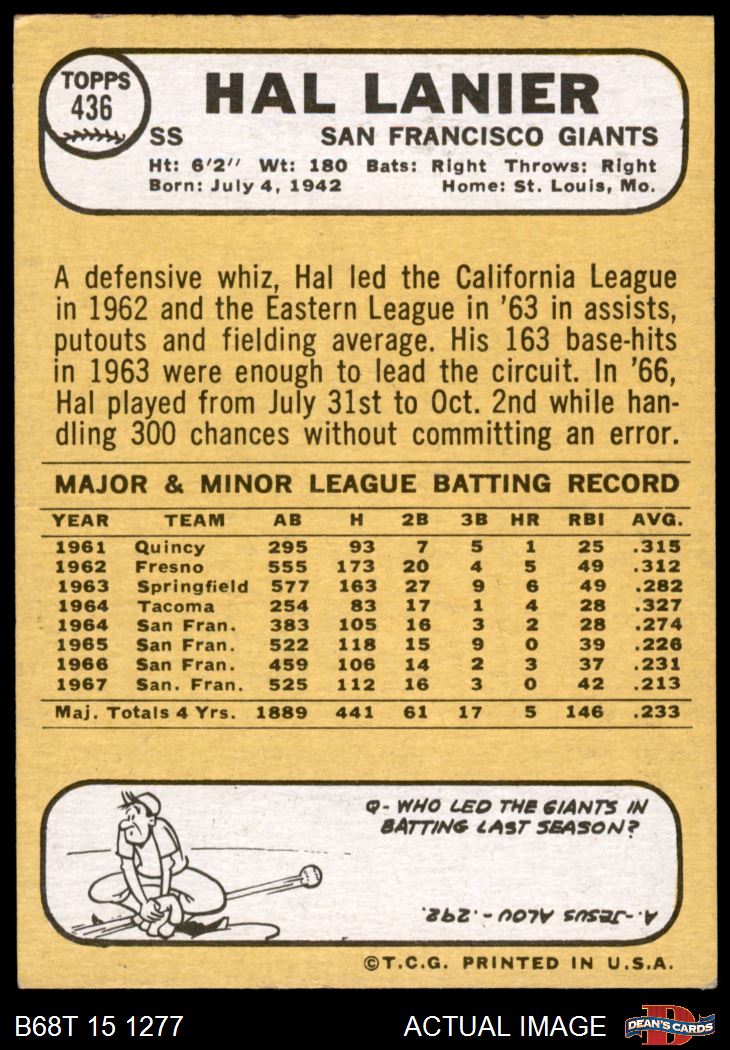 TOPPS
436
HAL LANIER
SS SAN FRANCISCO GIANTS
Ht: 6'2'' Wt: 180 Bats: Right Throws: Right
Born: July 4, 1942 Home: St. Louis, Mo.
A defensive whiz, Hal led the California League
in 1962 and the Eastern League in '63 in assists,
putouts and fielding average. His 163 base-hits
in 1963 were enough to lead the circuit. In '66,
Hal played from July 31st to Oct. 2nd while han-
dling 300 chances without committing an error.
MAJOR & MINOR LEAGUE BATTING RECORD
YEAR TEAM AB H 2B 3B HR RBI AVG.
1961 Quincy 295 93 7 5 1 25 .315
1962 Fresno 555 173 20 4 5 49 .312
1963 Springfield 577 163 27 9 6 49 .282
1964 Tacoma 254 83 17 1 4 28 .327
1964 San Fran. 383 105 16 3 2 28 .274
1965 San Fran. 522 118 15 9 0 39 .226
1966 San Fran. 459 106 14 2 3 37 .231
1967 San. Fran. 525 112 16 3 0 42 .213
Maj. Totals 4 Yrs. 1889 441 61 17 5 146 .233
Q- WHO LED THE GIANTS IN
BATTING LAST SEASON?
A.-JESUS ALOU - .292.
©T.C.G. PRINTED IN U.S.A.
B68T 15 1277 ACTUAL IMAGE D DEAN'S CARDS